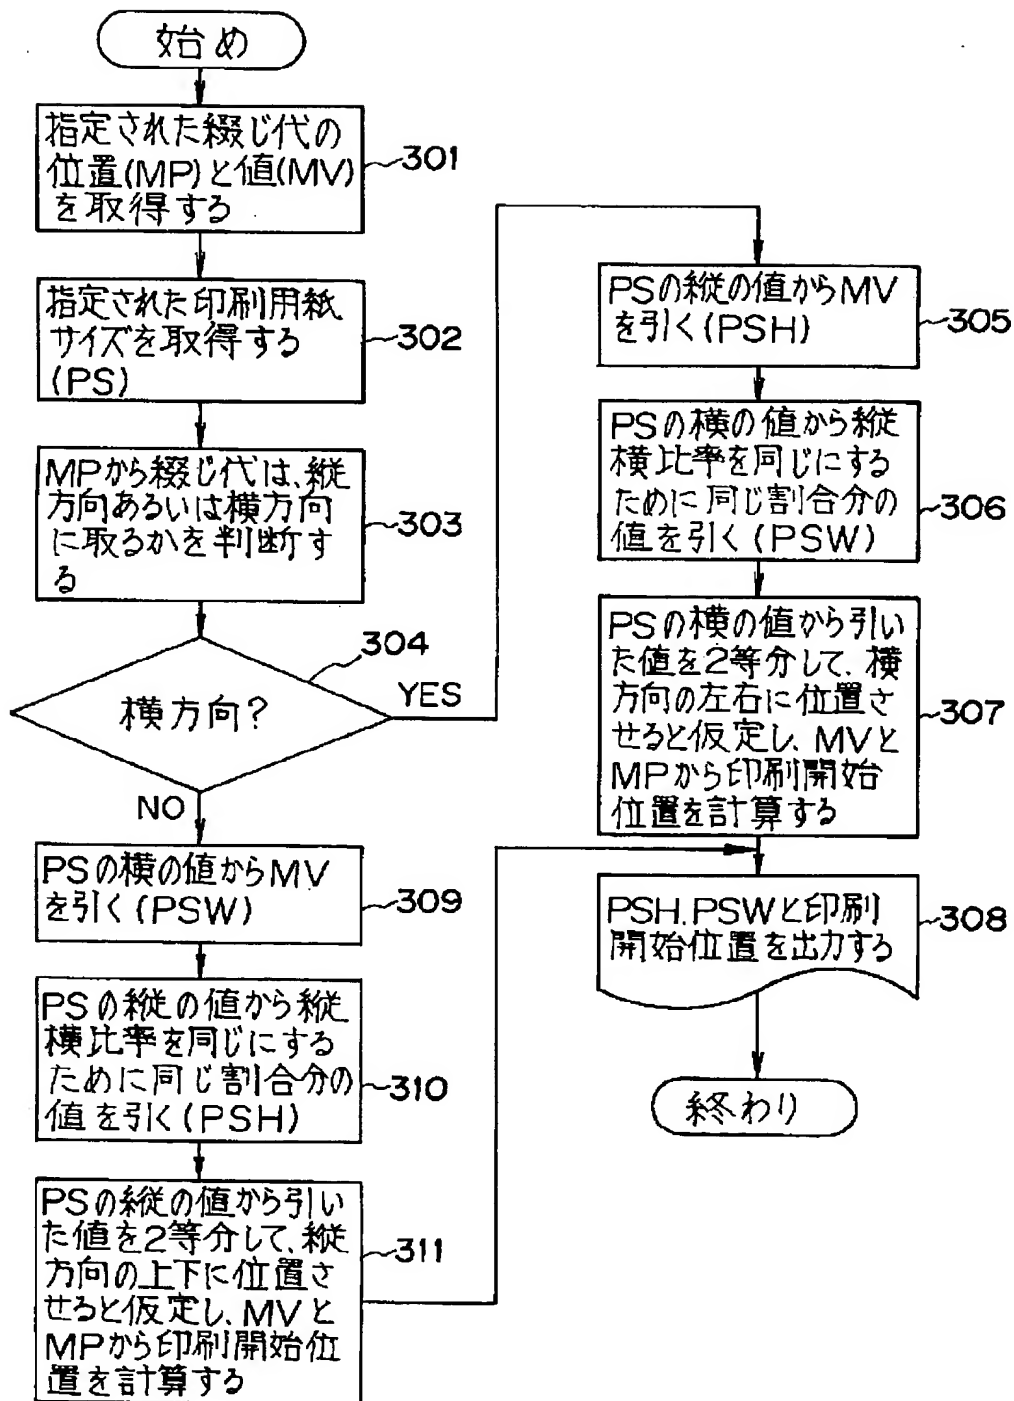 始め
指定された綴じ代の
位置(MP)と値(MV)
を取得する
301
指定された印刷用紙
サイズを取得する
(PS)
302
MPから綴じ代は、縦
方向あるいは横方向
に取るかを判断す
る
303
304
横方向?
YES
NO
PSの縦の値からMV
を引く(PSH)
305
PSの横の値から縦
横比率を同じにする
ために同じ割合分の
値を引く(PSW)
306
PSの横の値から引い
た値を2等分して、横
方向の左右に位置さ
せると仮定し、MVと
MPから印刷開始
位置を計算する
307
PSH.PSWと印刷
開始位置を出力する
308
終わり
PSの横の値からMV
を引く(PSW)
309
PSの縦の値から縦
横比率を同じにする
ために同じ割合分の
値を引く(PSH)
310
PSの縦の値から引い
た値を2等分して、縦
方向の上下に位置さ
せると仮定し、MVと
MPから印刷開始位
置を計算する
311